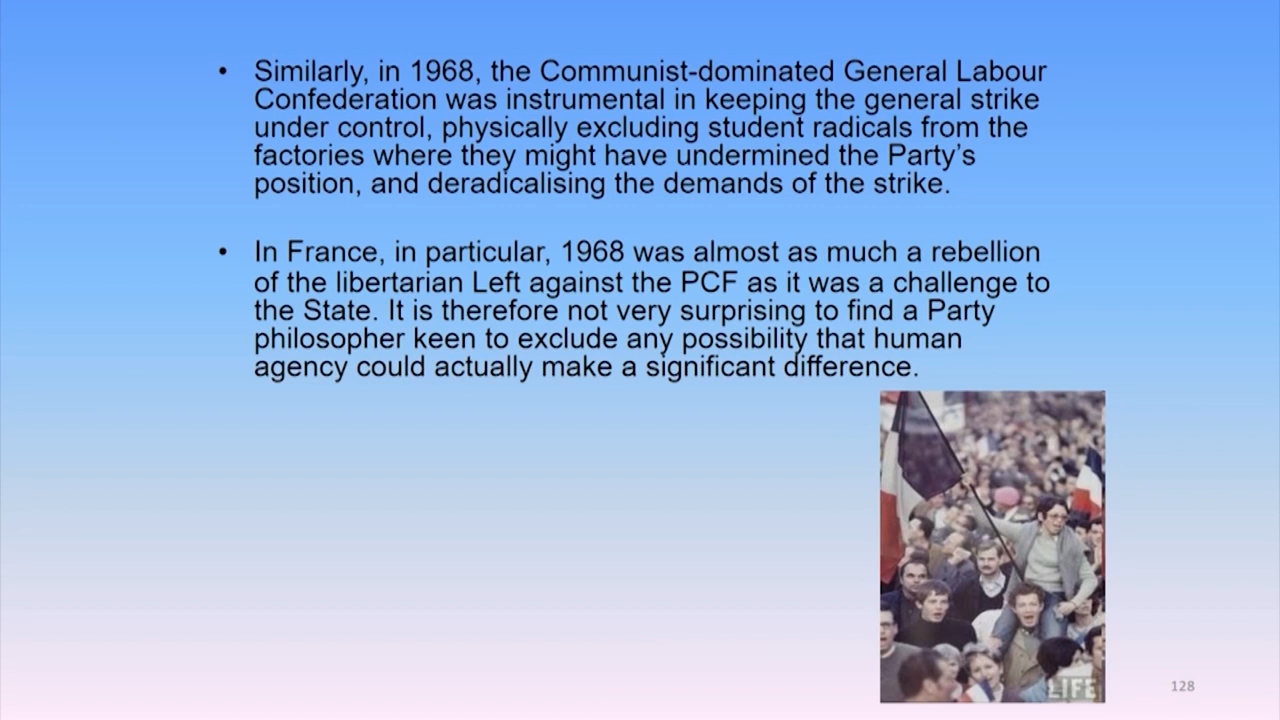 • Similarly, in 1968, the Communist-dominated General Labour
Confederation was instrumental in keeping the general strike
under control, physically excluding student radicals from the
factories where they might have undermined the Party’s
position, and deradicalising the demands of the strike.
• In France, in particular, 1968 was almost as much a rebellion
of the libertarian Left against the PCF as it was a challenge to
the State. It is therefore not very surprising to find a Party
philosopher keen to exclude any possibility that human
agency could actually make a significant difference.
LIFE
128